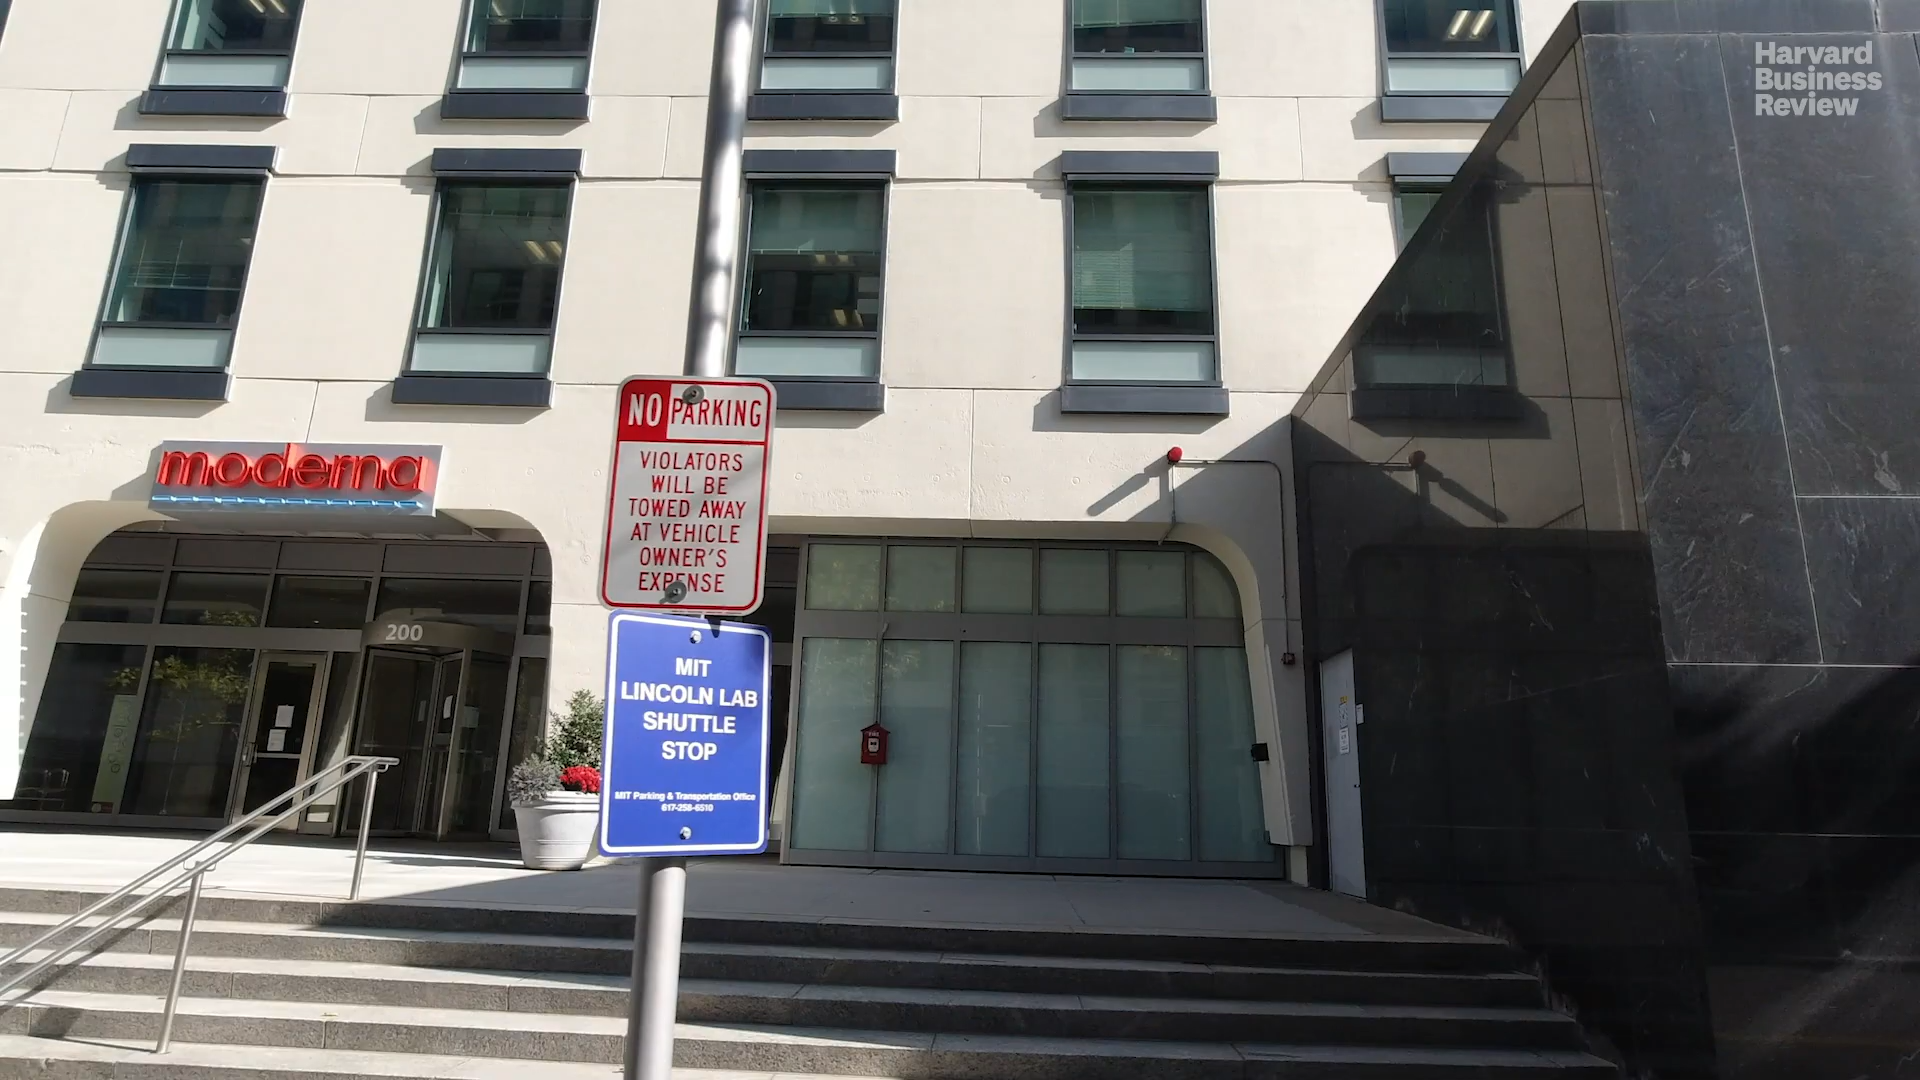 Harvard
Business
Review
moderna
200
NO PARKING
VIOLATORS
WILL BE
TOWED AWAY
AT VEHICLE
OWNER'S
EXPENSE
MIT
LINCOLN LAB
SHUTTLE
STOP
MIT Parking & Transportation Office
617-258-6510
FIRE